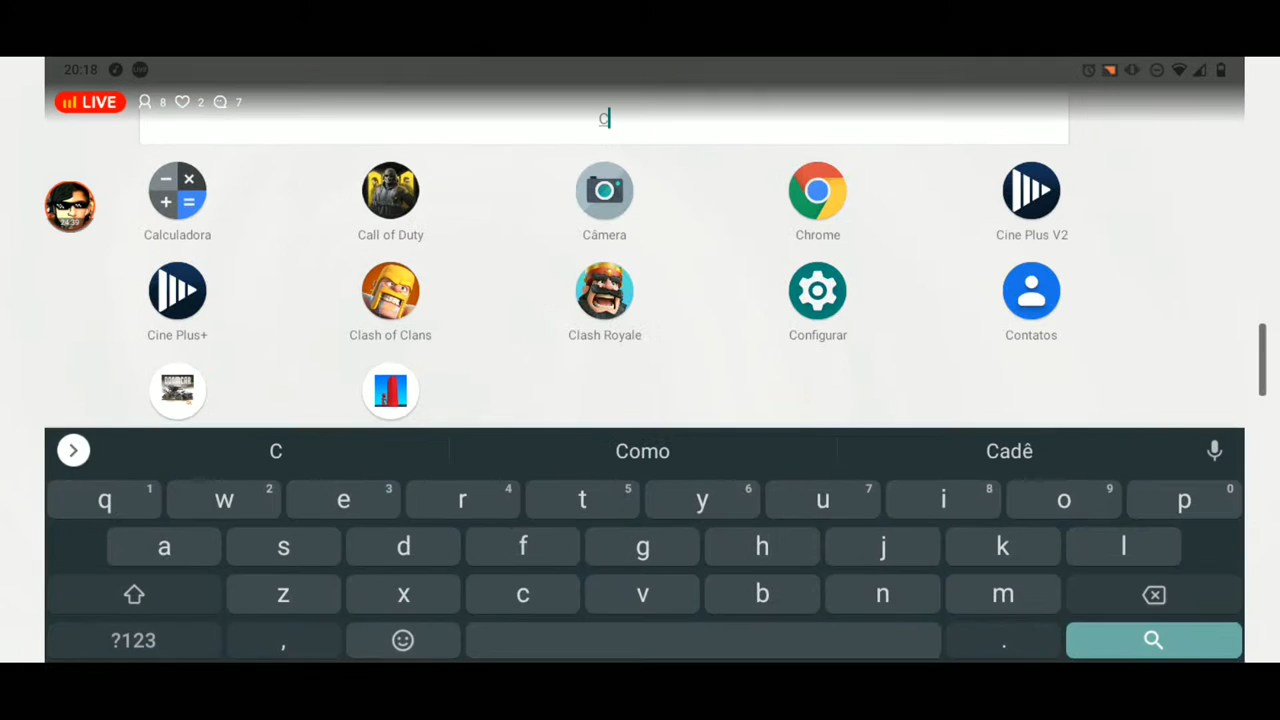 20:18
LIVE 8 2 7
C
Calculadora Call of Duty Câmera Chrome Cine Plus V2
Cine Plus+ Clash of Clans Clash Royale Configurar Contatos
C Como Cadê
q 1 w 2 e 3 r 4 t 5 y 6 u 7 i 8 o 9 p 0
a s d f g h j k l
z x c v b n m
?123 , .